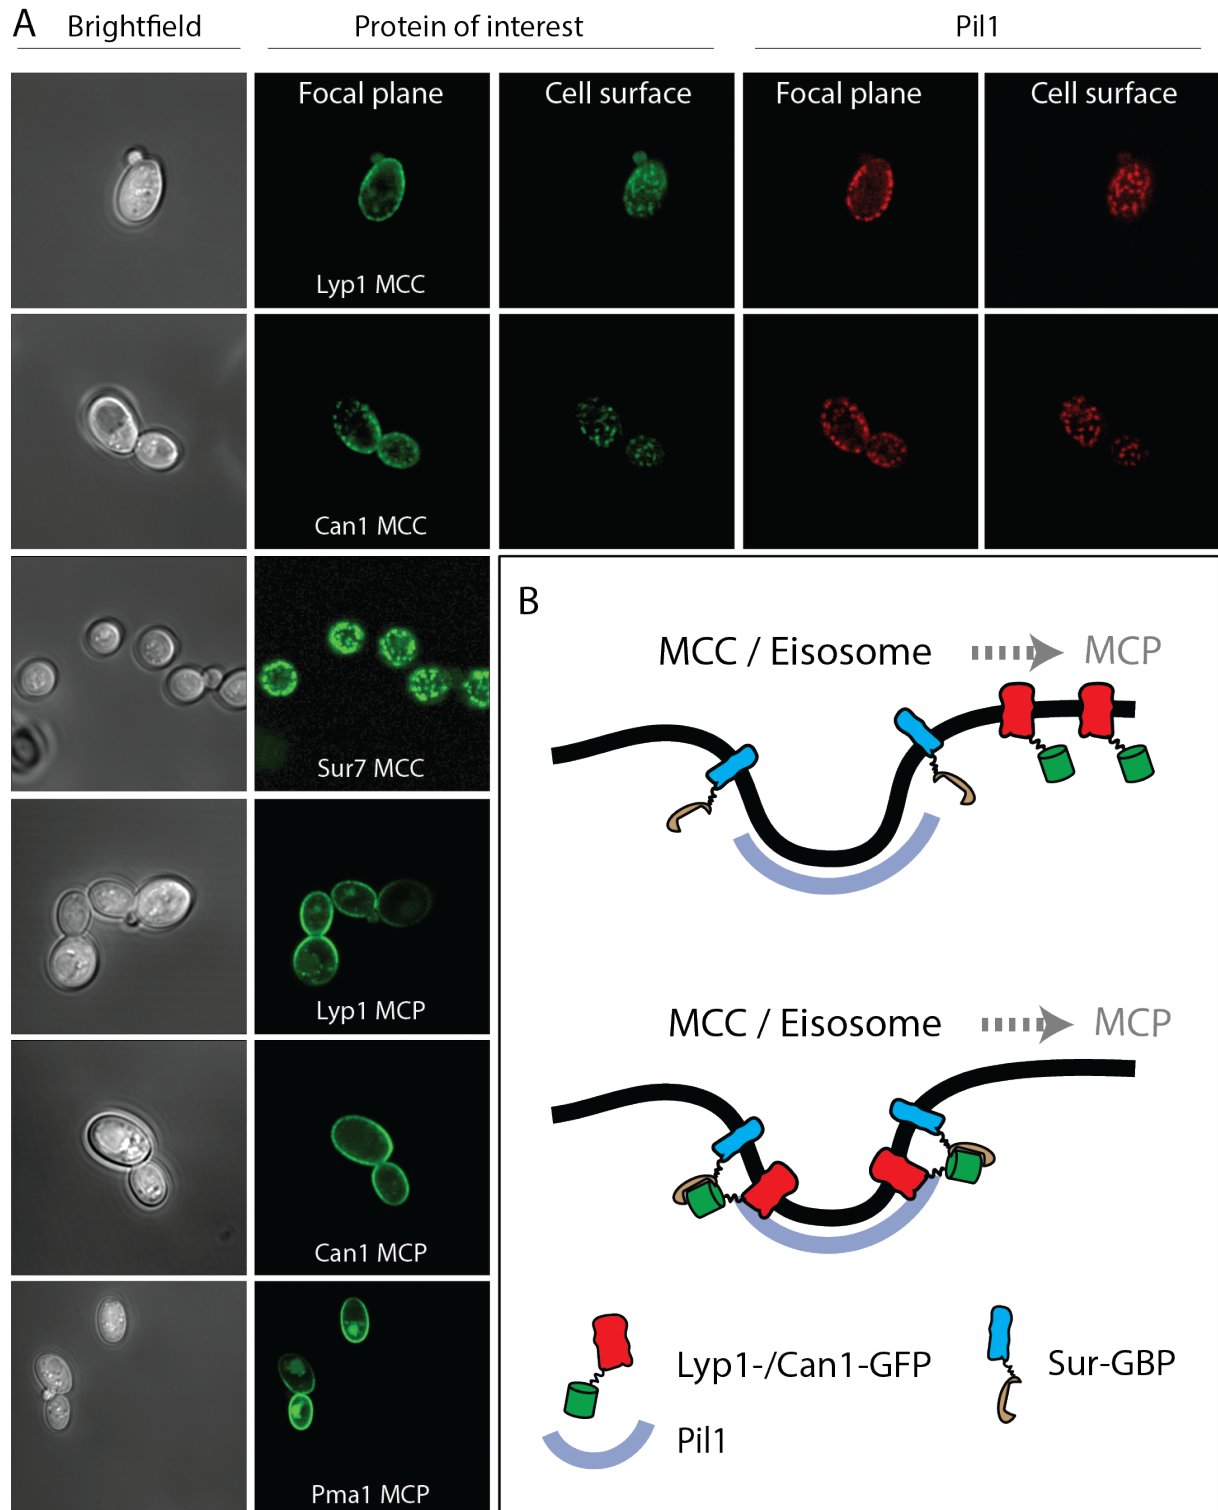 A Brightfield Protein of interest Pil1
Focal plane Cell surface Focal plane Cell surface
Lyp1 MCC
Can1 MCC
Sur7 MCC
Lyp1 MCP
Can1 MCP
Pma1 MCP
B
MCC / Eisosome MCP
MCC / Eisosome MCP
Lyp1-/Can1-GFP Sur-GBP
Pil1